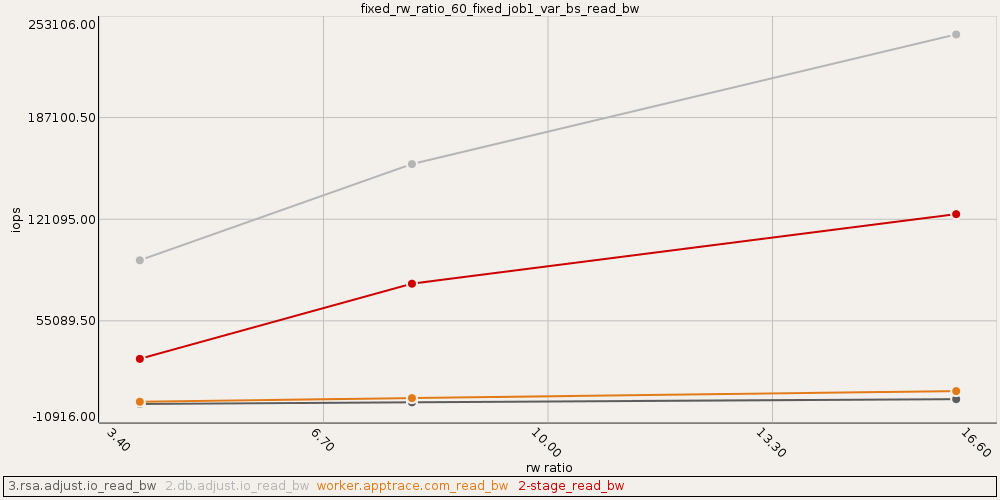 fixed_rw_ratio_60_fixed_job1_var_bs_read_bw
253106.00
187100.50
121095.00
55089.50
-10916.00
iops
3.40
6.70
10.00
13.30
16.60
rw ratio
3.rsa.adjust.io_read_bw 2.db.adjust.io_read_bw worker.apptrace.com_read_bw 2-stage_read_bw